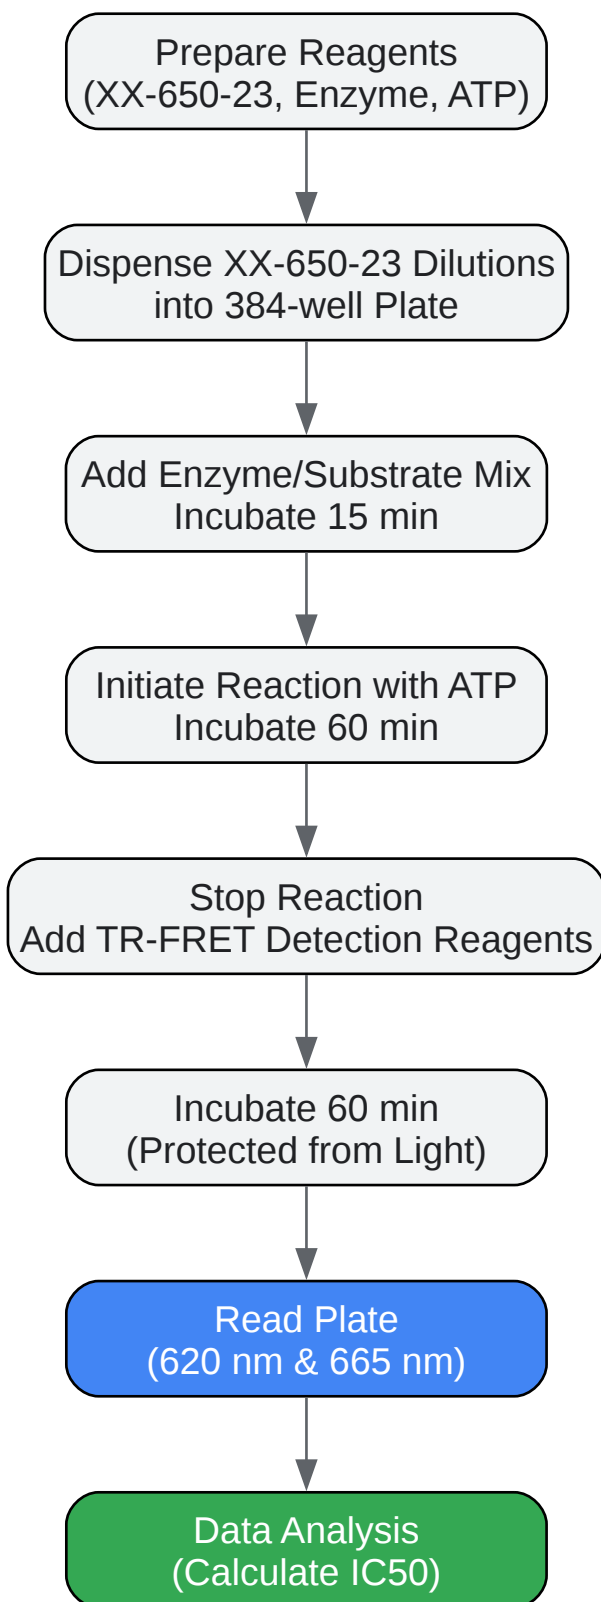 Prepare Reagents
(XX-650-23, Enzyme, ATP)
Dispense XX-650-23 Dilutions
into 384-well Plate
Add Enzyme/Substrate Mix
Incubate 15 min
Initiate Reaction with ATP
Incubate 60 min
Stop Reaction
Add TR-FRET Detection Reagents
Incubate 60 min
(Protected from Light)
Read Plate
(620 nm & 665 nm)
Data Analysis
(Calculate IC50)